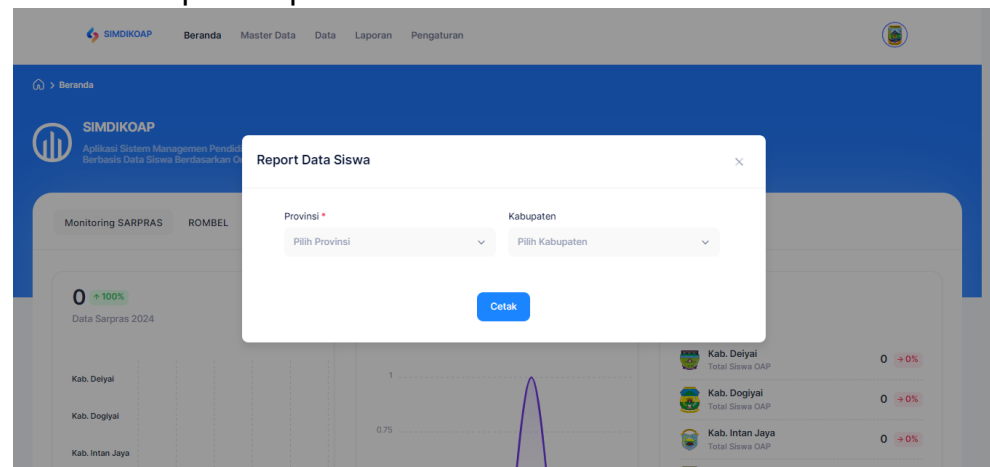 SIMDIKOAP Beranda Master Data Data Laporan Pengaturan
> Beranda
SIMDIKOAP
Aplikasi Sistem Managemen
Berbasis Data Siswa Berdasarkan
Report Data Siswa
Provinsi * Kabupaten
Pilih Provinsi Pilih Kabupaten
Cetak
Monitoring SARPRAS ROMBEL
0 100%
Data Sarpras 2024
Kab. Deiyai
Kab. Dogiyai
Kab. Intan Jaya
1
0.75
Kab. Deiyai 0 → 0%
Total Siswa OAP
Kab. Dogiyai 0 → 0%
Total Siswa OAP
Kab. Intan Jaya 0 → 0%
Total Siswa OAP